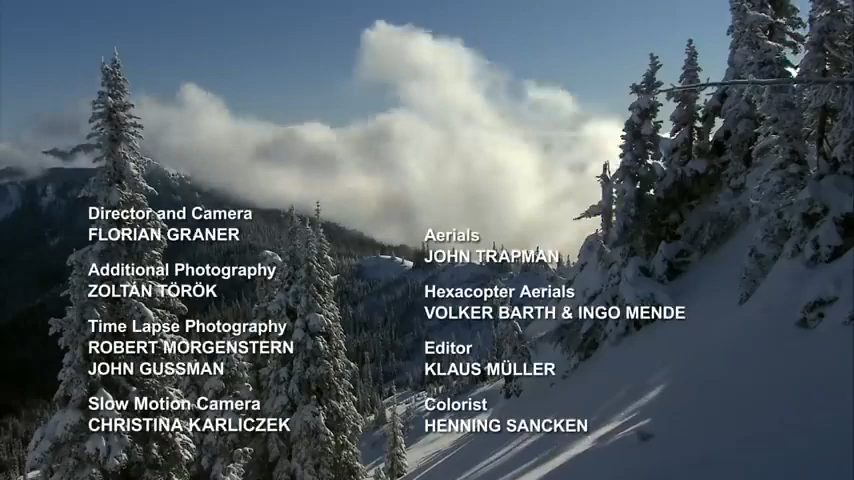 Director and Camera
FLORIAN GRANER
Additional Photography
ZOLTÁN TÖRÖK
Time Lapse Photography
ROBERT MORGENSTERN
JOHN GUSSMAN
Slow Motion Camera
CHRISTINA KARLICZEK
Aerials
JOHN TRAPMAN
Hexacopter Aerials
VOLKER BARTH & INGO MENDE
Editor
KLAUS MÜLLER
Colorist
HENNING SANCKEN